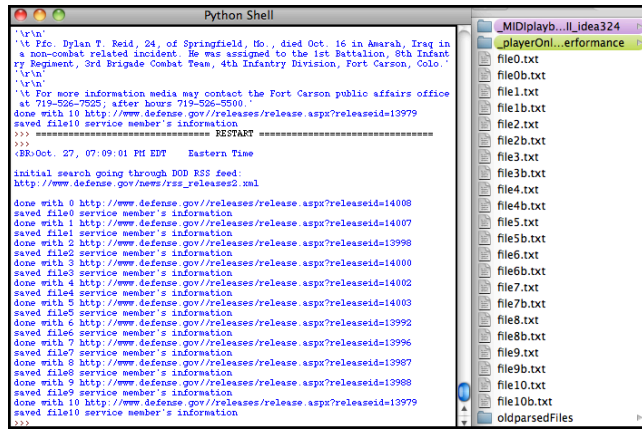 Python Shell
'\r\n'
'\t Pfc. Dylan T. Reid, 24, of Springfield, Mo., died Oct. 16 in Amarah, Iraq in
a non-combat related incident. He was assigned to the 1st Battalion, 8th Infant
ry Regiment, 3rd Brigade Combat Team, 4th Infantry Division, Fort Carson, Colo.'
'\r\n'
'\r\n'
'\t For more information media may contact the Fort Carson public affairs office
at 719-526-7525; after hours 719-526-5500.'
done with 10 http://www.defense.gov//releases/release.aspx?releaseid=13979
saved file10 service member's information
>>> ================================ RESTART ================================
>>>
<BR>Oct. 27, 07:09:01 PM EDT Eastern Time
initial search going through DOD RSS feed:
http://www.defense.gov/news/rss_releases2.xml
done with 0 http://www.defense.gov//releases/release.aspx?releaseid=14008
saved file0 service member's information
done with 1 http://www.defense.gov//releases/release.aspx?releaseid=14007
saved file1 service member's information
done with 2 http://www.defense.gov//releases/release.aspx?releaseid=13998
saved file2 service member's information
done with 3 http://www.defense.gov//releases/release.aspx?releaseid=14000
saved file3 service member's information
done with 4 http://www.defense.gov//releases/release.aspx?releaseid=14002
saved file4 service member's information
done with 5 http://www.defense.gov//releases/release.aspx?releaseid=14003
saved file5 service member's information
done with 6 http://www.defense.gov//releases/release.aspx?releaseid=13992
saved file6 service member's information
done with 7 http://www.defense.gov//releases/release.aspx?releaseid=13996
saved file7 service member's information
done with 8 http://www.defense.gov//releases/release.aspx?releaseid=13987
saved file8 service member's information
done with 9 http://www.defense.gov//releases/release.aspx?releaseid=13988
saved file9 service member's information
done with 10 http://www.defense.gov//releases/release.aspx?releaseid=13979
saved file10 service member's information
>>>
_MIDIplayb...ll_idea324
_playerOnl...erformance
file0.txt
file0b.txt
file1.txt
file1b.txt
file2.txt
file2b.txt
file3.txt
file3b.txt
file4.txt
file4b.txt
file5.txt
file5b.txt
file6.txt
file6b.txt
file7.txt
file7b.txt
file8.txt
file8b.txt
file9.txt
file9b.txt
file10.txt
file10b.txt
oldparsedFiles